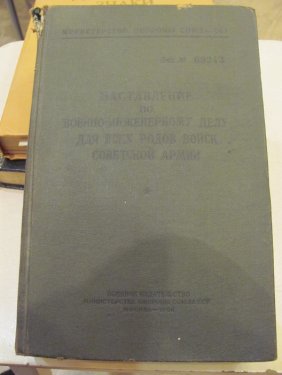 ЗНАКИ
МИНИСТЕРСТВО ОБОРОНЫ СОЮЗА ССР
НАСТАВЛЕНИЕ
ПО
ВОЕННО-ИНЖЕНЕРНОМУ ДЕЛУ
ДЛЯ ВСЕХ РОДОВ ВОЙСК
СОВЕТСКОЙ АРМИИ
ВОЕННОЕ ИЗДАТЕЛЬСТВО
МИНИСТЕРСТВА ОБОРОНЫ СОЮЗА ССР
МОСКВА